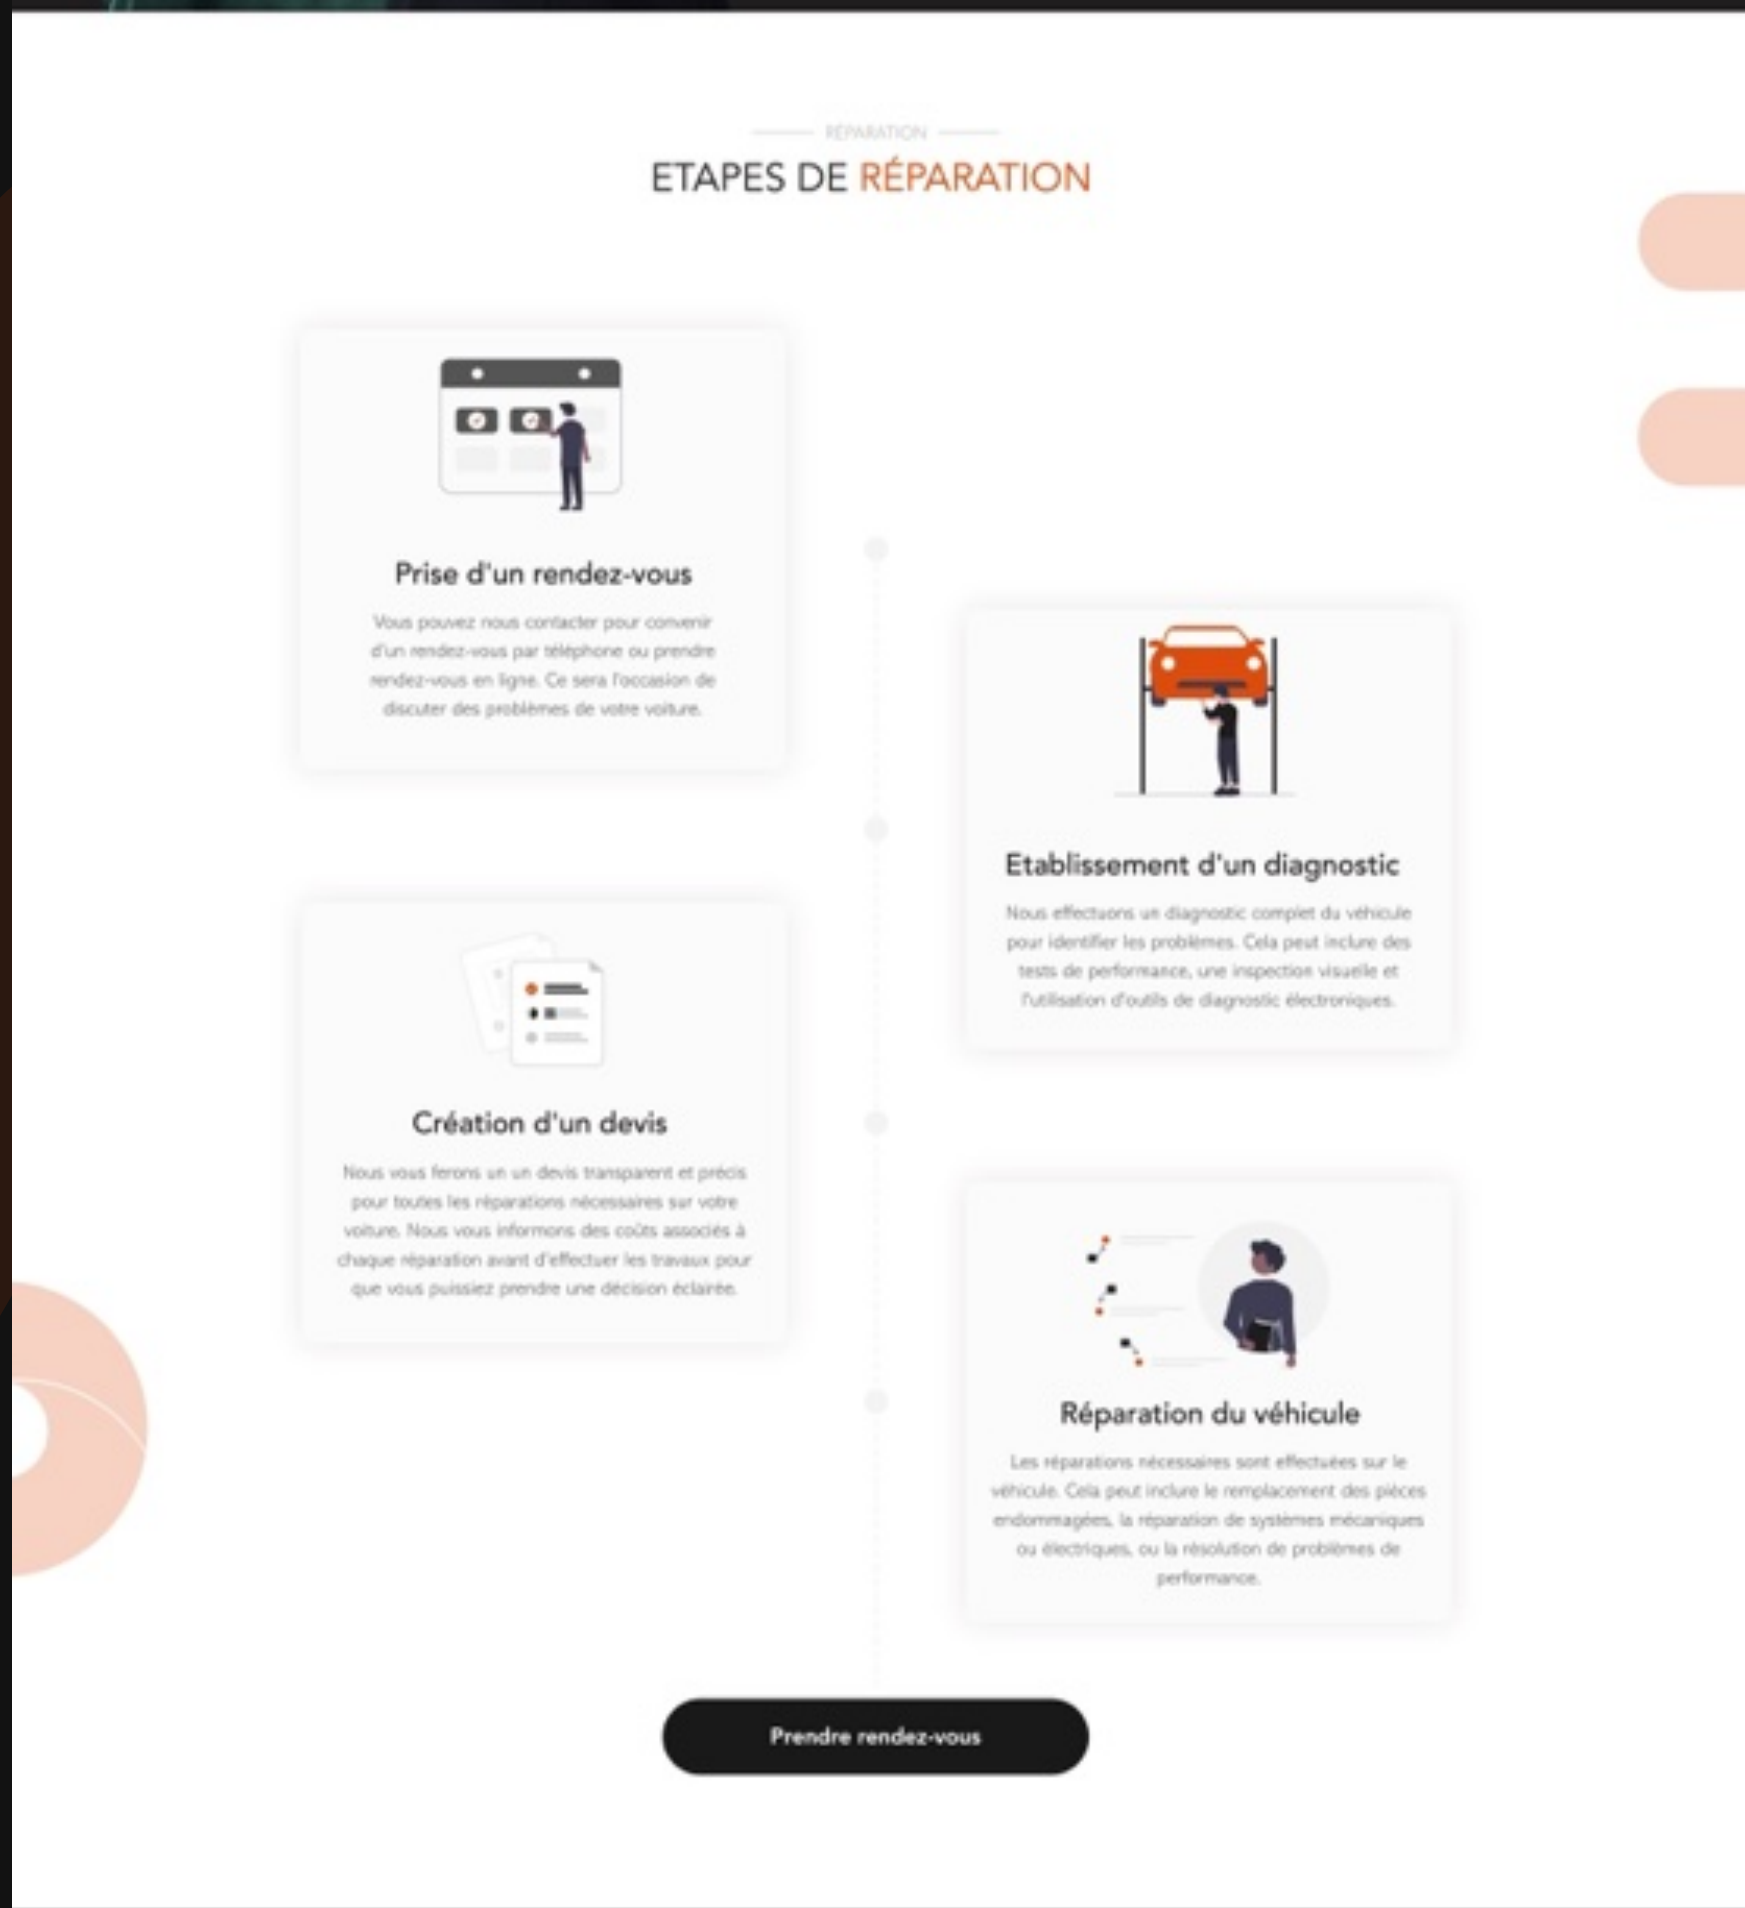 RÉPARATION
ETAPES DE RÉPARATION
Prise d'un rendez-vous
Vous pouvez nous contacter pour convenir
d'un rendez-vous par téléphone ou prendre
rendez-vous en ligne. Ce sera l'occasion de
discuter des problèmes de votre voiture.
Etablissement d'un diagnostic
Nous effectuons un diagnostic complet du véhicule
pour identifier les problèmes. Cela peut inclure des
tests de performance, une inspection visuelle et
l'utilisation d'outils de diagnostic électroniques.
Création d'un devis
Nous vous ferons un un devis transparent et précis
pour toutes les réparations nécessaires sur votre
voiture. Nous vous informons des coûts associés à
chaque réparation avant d'effectuer les travaux pour
que vous puissiez prendre une décision éclairée.
Réparation du véhicule
Les réparations nécessaires sont effectuées sur le
véhicule. Cela peut inclure le remplacement des pièces
endommagées, la réparation de systèmes mécaniques
ou électriques, ou la résolution de problèmes de
performance.
Prendre rendez-vous